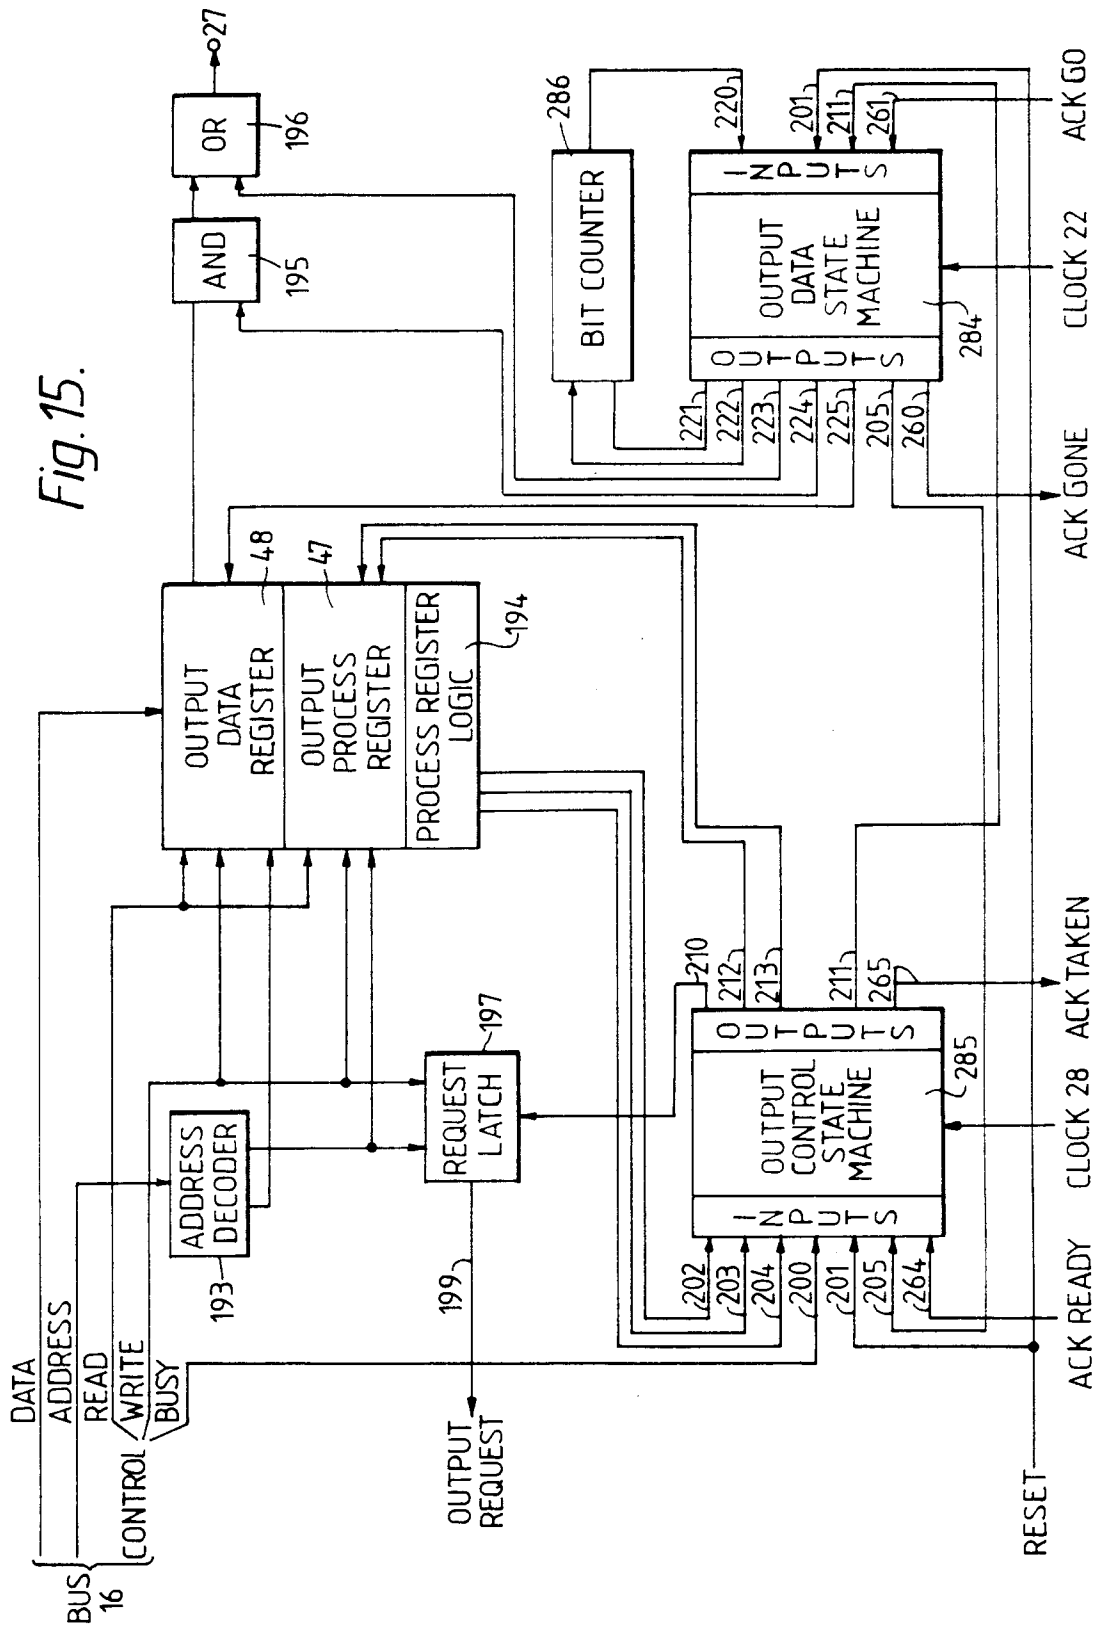 Fig. 15.
BUS
16
DATA
ADDRESS
CONTROL
READ
WRITE
BUSY
ADDRESS
DECODER
193
OUTPUT
DATA
REGISTER
48
OUTPUT
PROCESS
REGISTER
47
PROCESS REGISTER
LOGIC
194
AND
195
OR
196
27
REQUEST
LATCH
197
199
OUTPUT
REQUEST
BIT COUNTER
286
INPUTS
OUTPUT
CONTROL
STATE
MACHINE
OUTPUTS
285
202
203
204
200
201
205
264
210
212
213
211
265
OUTPUTS
OUTPUT
DATA
STATE
MACHINE
INPUTS
284
221
222
223
224
225
205
260
220
201
211
261
RESET
ACK READY
CLOCK 28
ACK TAKEN
ACK GONE
CLOCK 22
ACK GO